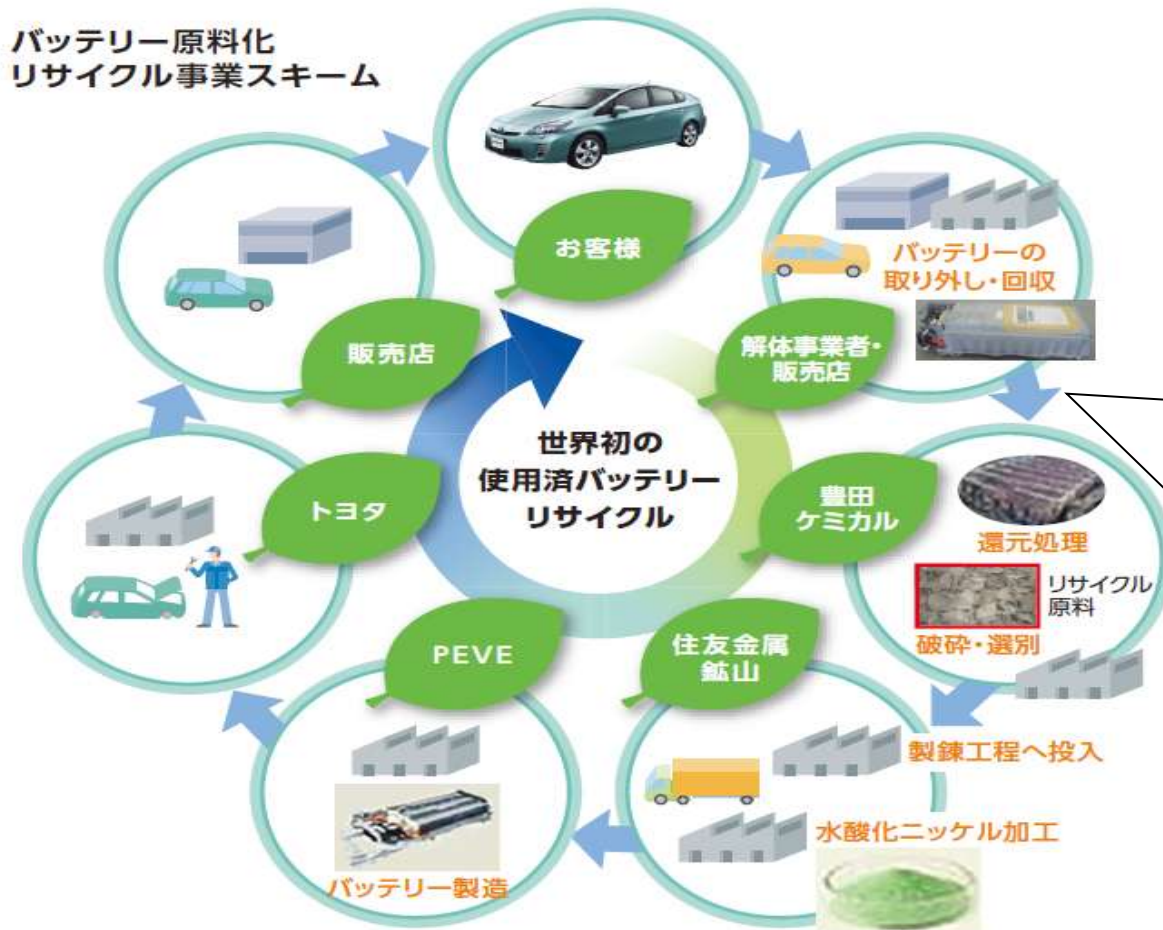 バッテリー原料化
リサイクル事業スキーム
お客様
バッテリーの
取り外し・回収
解体事業者・
販売店
販売店
世界初の
使用済バッテリー
リサイクル
トヨタ
豊田
ケミカル
還元処理
リサイクル
原料
破砕・選別
PEVE
住友金属
鉱山
製錬工程へ投入
水酸化ニッケル加工
バッテリー製造